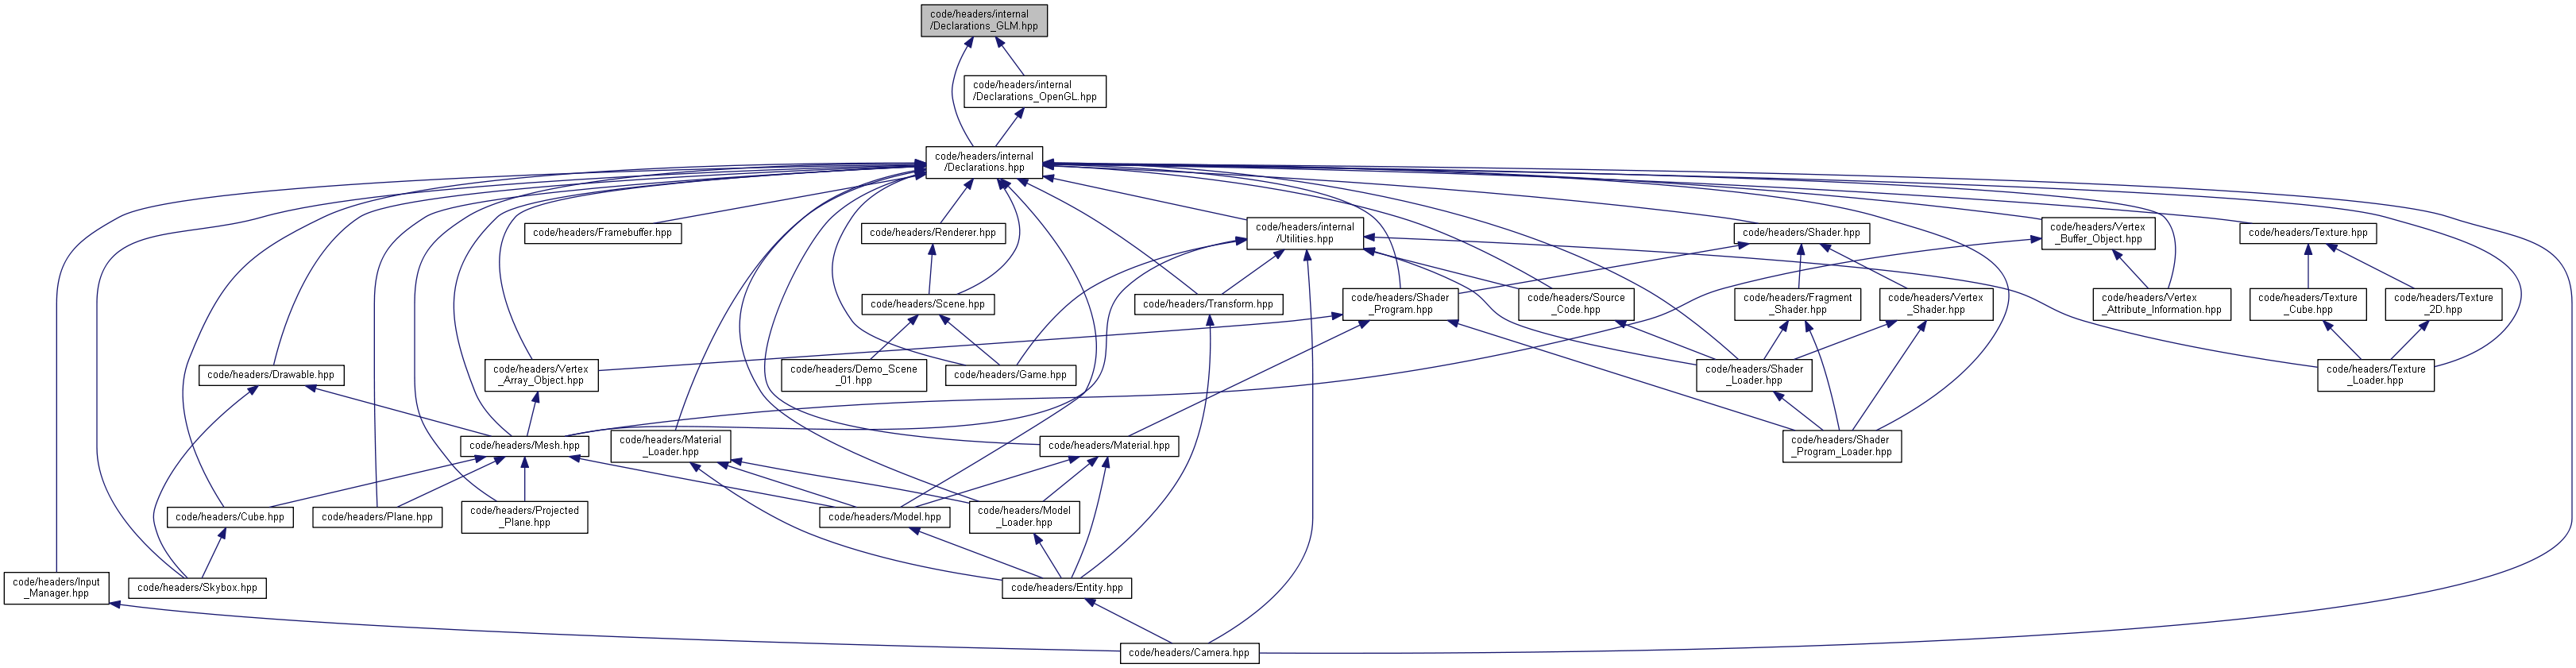 code/headers/internal
/Declarations_GLM.hpp
code/headers/internal
/Declarations_OpenGL.hpp
code/headers/internal
/Declarations.hpp
code/headers/Framebuffer.hpp
code/headers/Renderer.hpp
code/headers/internal
/Utilities.hpp
code/headers/Shader.hpp
code/headers/Vertex
_Buffer_Object.hpp
code/headers/Texture.hpp
code/headers/Scene.hpp
code/headers/Transform.hpp
code/headers/Shader
_Program.hpp
code/headers/Source
_Code.hpp
code/headers/Fragment
_Shader.hpp
code/headers/Vertex
_Shader.hpp
code/headers/Vertex
_Attribute_Information.hpp
code/headers/Texture
_Cube.hpp
code/headers/Texture
_2D.hpp
code/headers/Drawable.hpp
code/headers/Vertex
_Array_Object.hpp
code/headers/Demo_Scene
_01.hpp
code/headers/Game.hpp
code/headers/Shader
_Loader.hpp
code/headers/Texture
_Loader.hpp
code/headers/Mesh.hpp
code/headers/Material
_Loader.hpp
code/headers/Material.hpp
code/headers/Shader
_Program_Loader.hpp
code/headers/Cube.hpp
code/headers/Plane.hpp
code/headers/Projected
_Plane.hpp
code/headers/Model.hpp
code/headers/Model
_Loader.hpp
code/headers/Input
_Manager.hpp
code/headers/Skybox.hpp
code/headers/Entity.hpp
code/headers/Camera.hpp